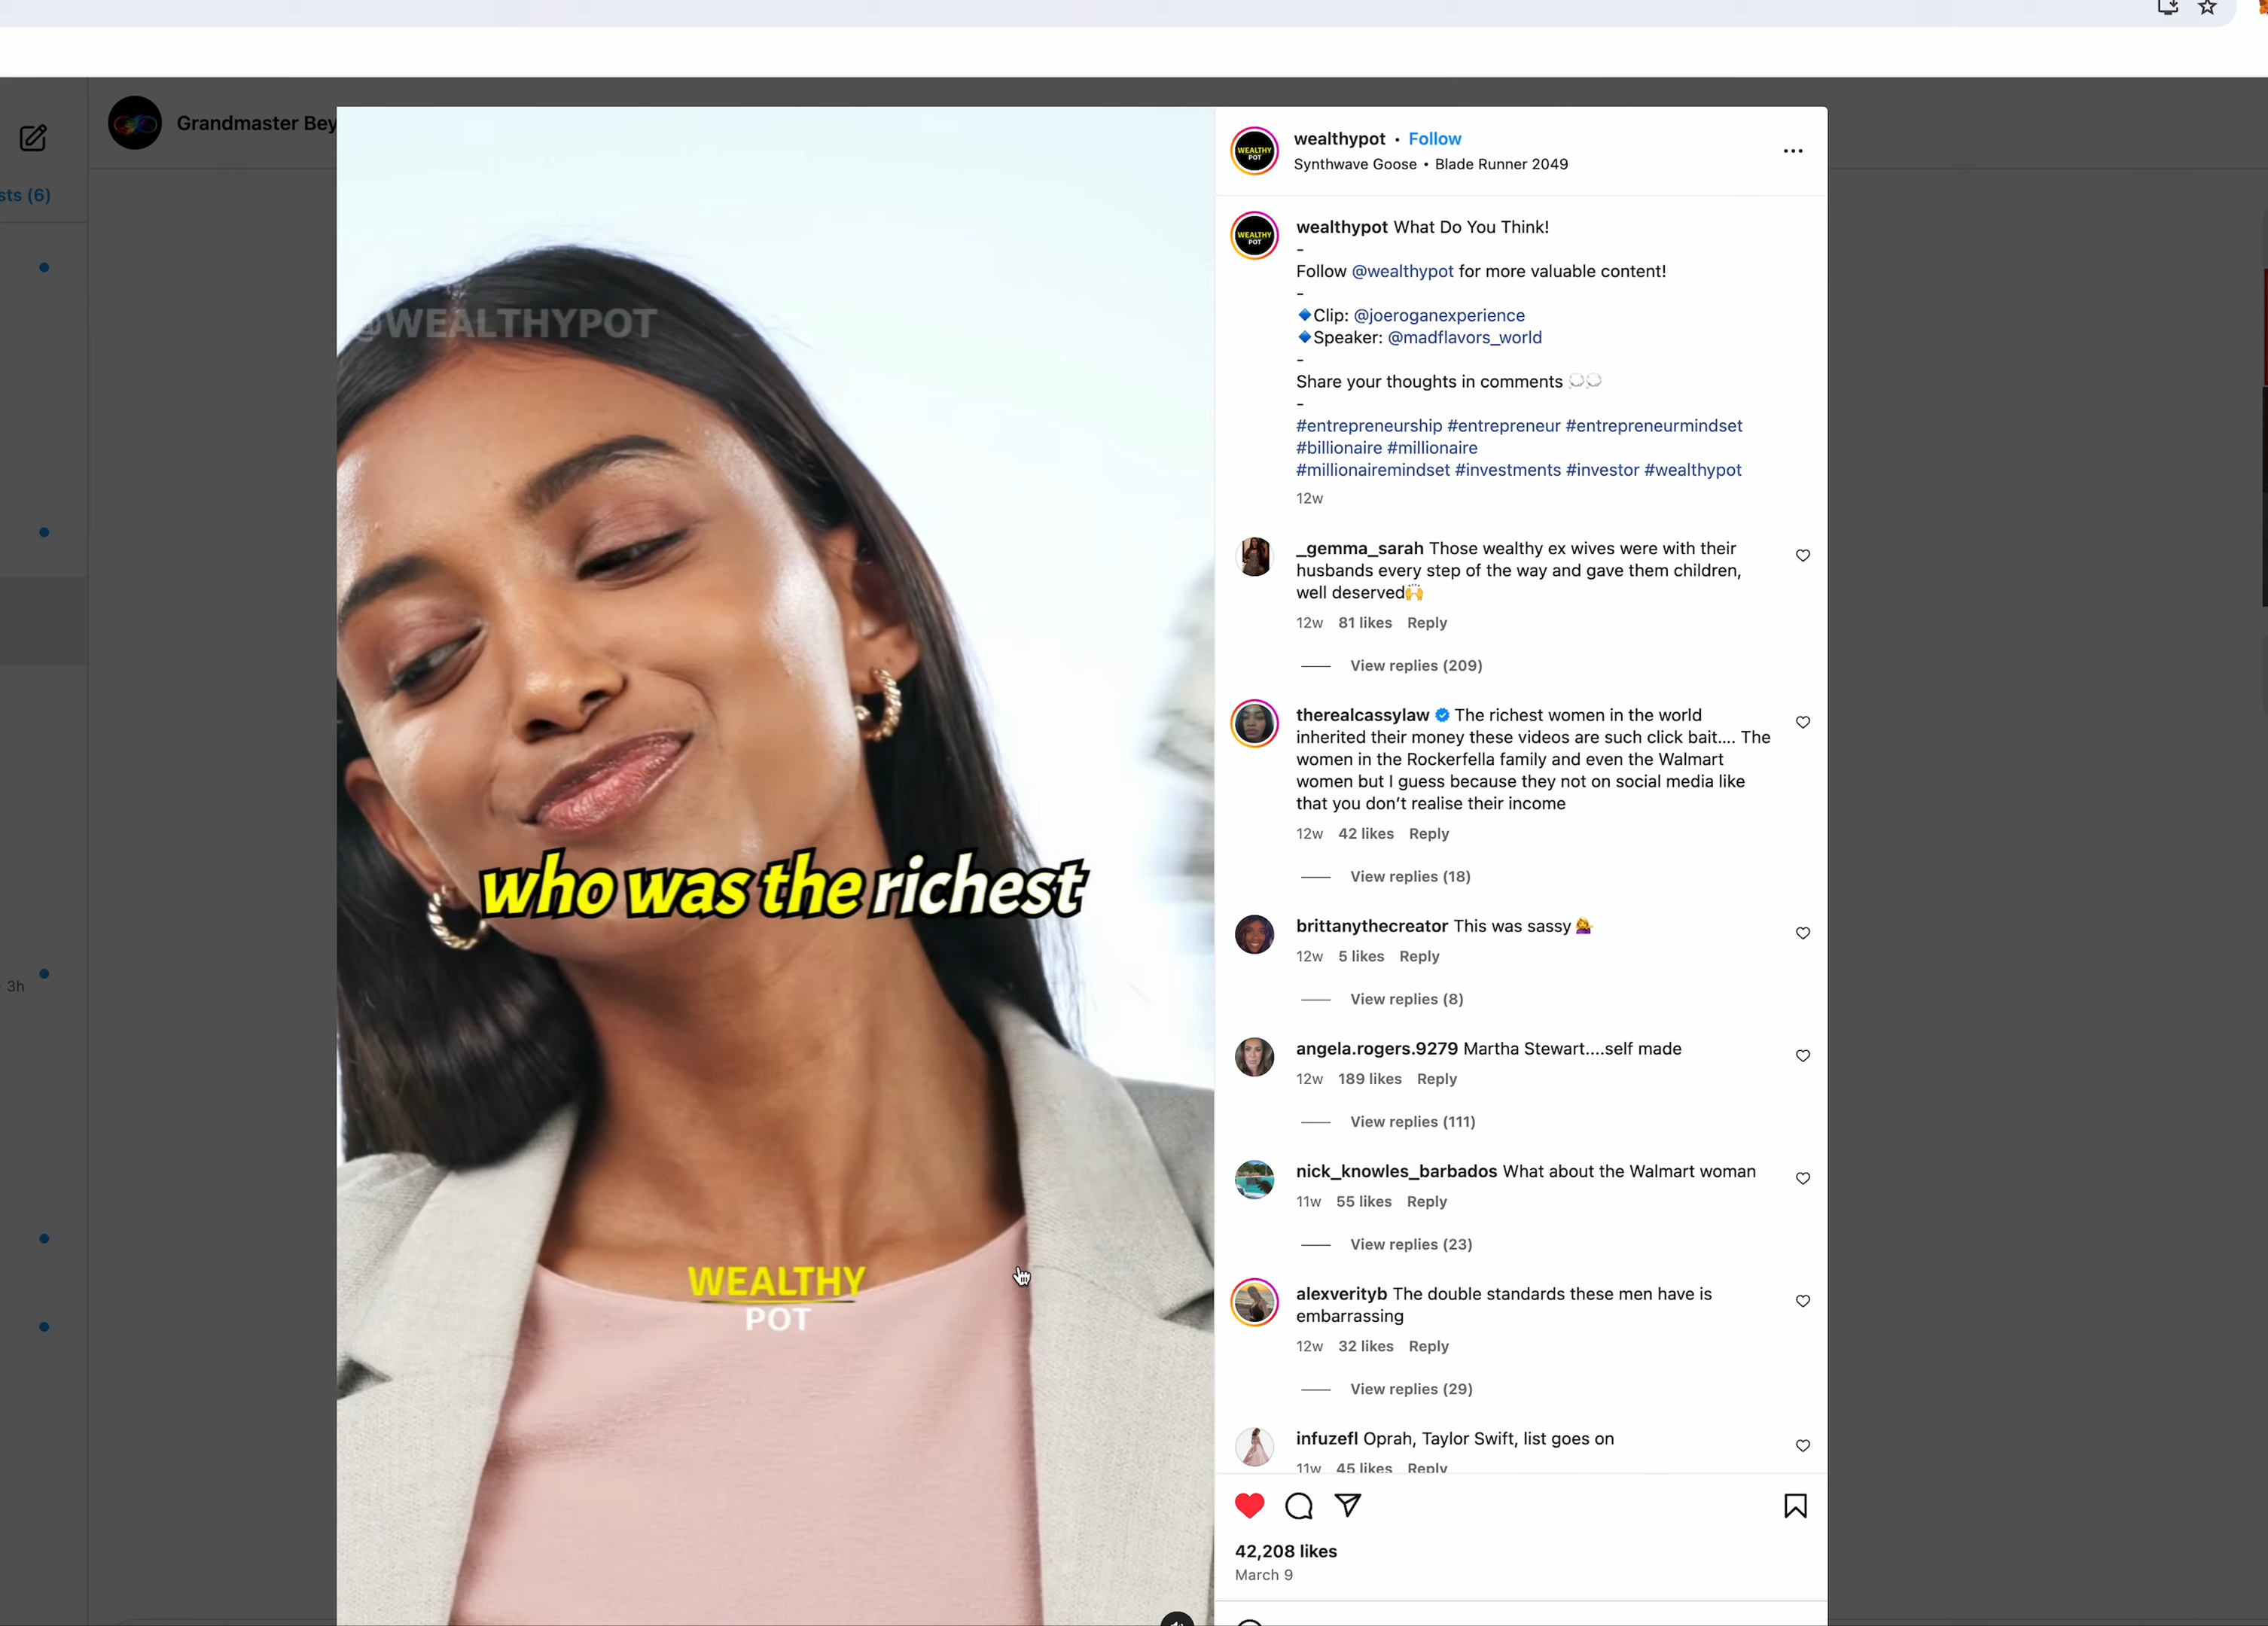 Grandmaster Bey
sts (6)
3h
@WEALTHYPOT
who was the richest
WEALTHY
POT
WEALTHY
POT
wealthypot • Follow
Synthwave Goose • Blade Runner 2049
WEALTHY
POT
wealthypot What Do You Think!
-
Follow @wealthypot for more valuable content!
-
🔹Clip: @joeroganexperience
🔹Speaker: @madflavors_world
-
Share your thoughts in comments 💭💭
-
#entrepreneurship #entrepreneur #entrepreneurmindset
#billionaire #millionaire
#millionairemindset #investments #investor #wealthypot
12w
_gemma_sarah Those wealthy ex wives were with their
husbands every step of the way and gave them children,
well deserved🙌
12w 81 likes Reply
View replies (209)
therealcassylaw The richest women in the world
inherited their money these videos are such click bait.... The
women in the Rockerfella family and even the Walmart
women but I guess because they not on social media like
that you don't realise their income
12w 42 likes Reply
View replies (18)
brittanythecreator This was sassy 💁‍♀️
12w 5 likes Reply
View replies (8)
angela.rogers.9279 Martha Stewart....self made
12w 189 likes Reply
View replies (111)
nick_knowles_barbados What about the Walmart woman
11w 55 likes Reply
View replies (23)
alexverityb The double standards these men have is
embarrassing
12w 32 likes Reply
View replies (29)
infuzefl Oprah, Taylor Swift, list goes on
11w 45 likes Reply
42,208 likes
March 9